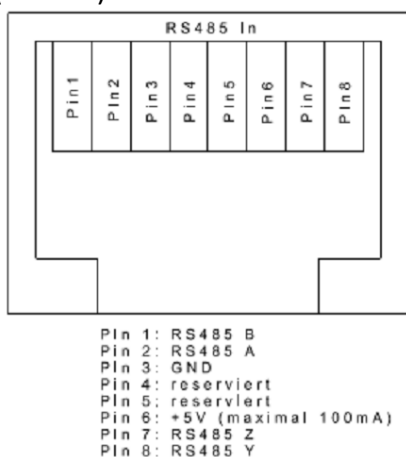 RS485 In
Pin1
Pin2
Pin3
Pin4
Pin5
Pin6
Pin7
Pin8
PIn 1: RS485 B
Pin 2: RS485 A
PIn 3: GND
Pin 4: reserviert
PIn 5: reservlert
Pin 6: +5V (maximal 100mA)
PIn 7: RS485 Z
PIn 8: RS485 Y